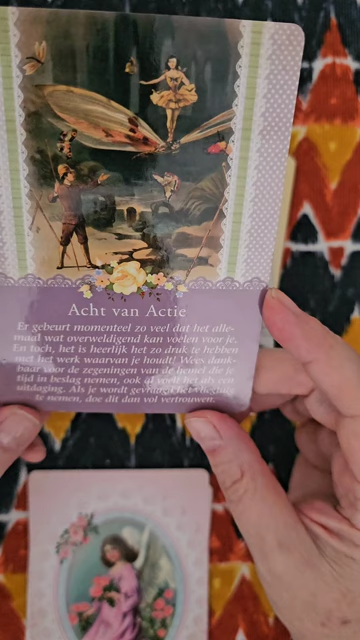 Acht van Actie
Er gebeurt momenteel zo veel dat het alle-
maal wat overweldigend kan voelen voor je.
En toch, het is heerlijk het zo druk te hebben
met het werk waarvan je houdt! Wees dank-
baar voor de zegeningen van de hemel die je
tijd in beslag nemen, ook al voelt het als een
uitdaging. Als je wordt gevraagd het
te nemen, doe dit dan vol vertrouwen.